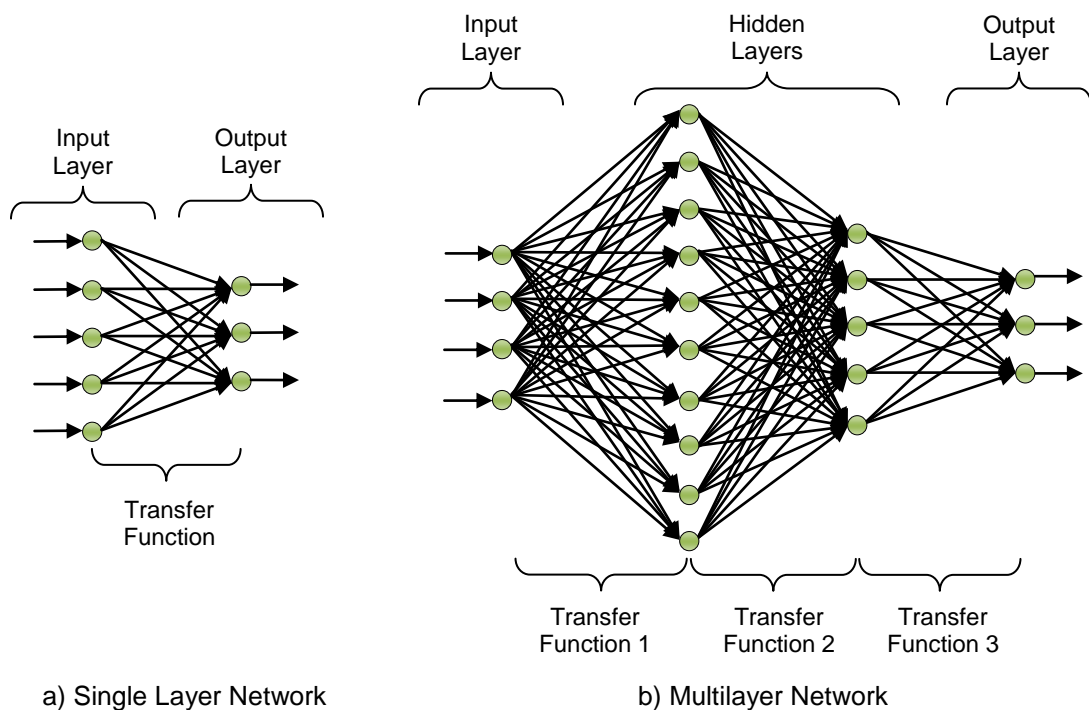 Input
Layer
Output
Layer
Transfer
Function
a) Single Layer Network
Input
Layer
Hidden
Layers
Output
Layer
Transfer
Function 1
Transfer
Function 2
Transfer
Function 3
b) Multilayer Network